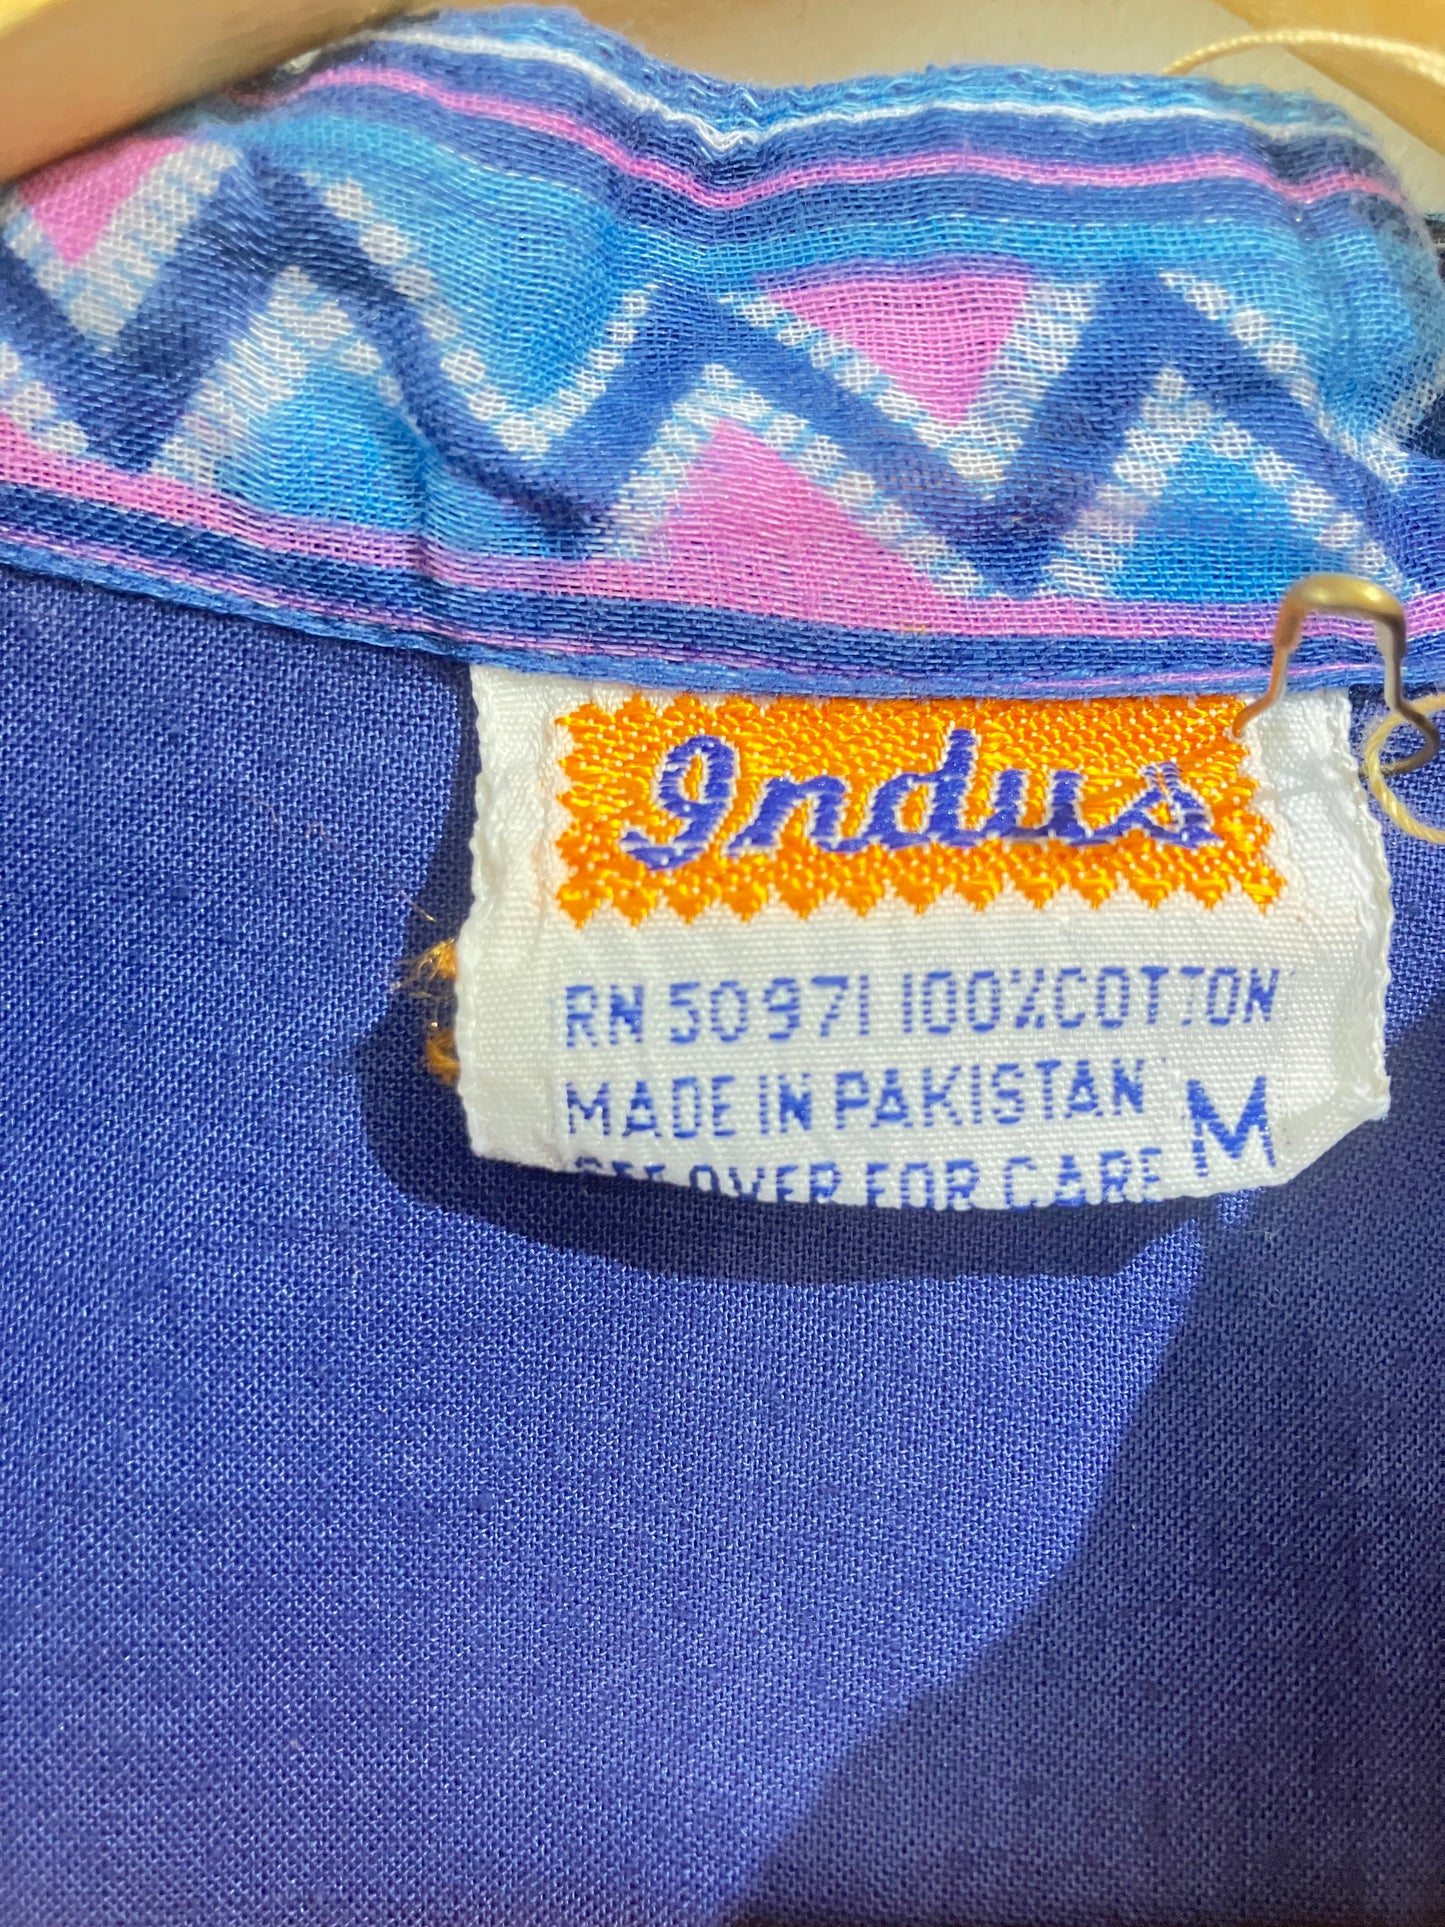 Indus
RN 50971 100%COTTON
MADE IN PAKISTAN M
SEE OVER FOR CARE